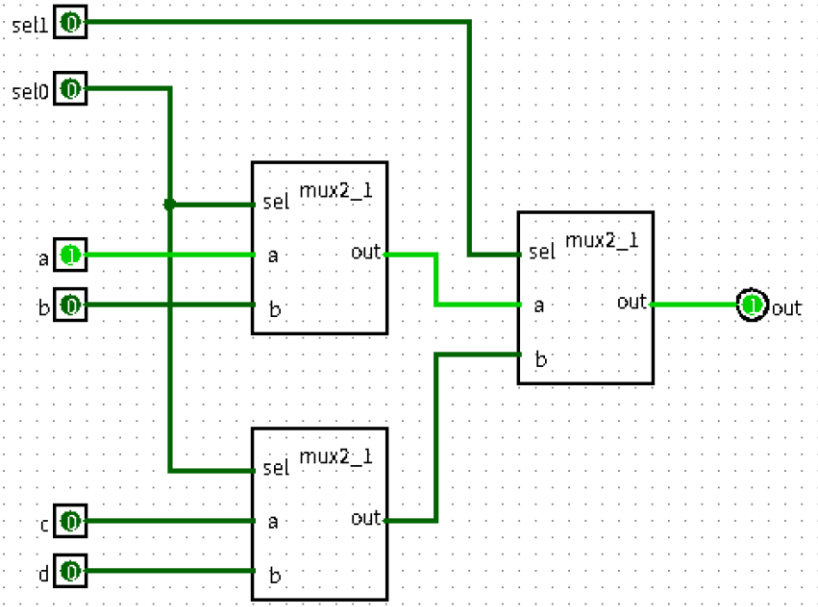 sel1 0
sel0 0
mux2_1
sel
a 1 a out
b 0 b
mux2_1
sel
a out
b
1 out
mux2_1
sel
c 0 a out
d 0 b